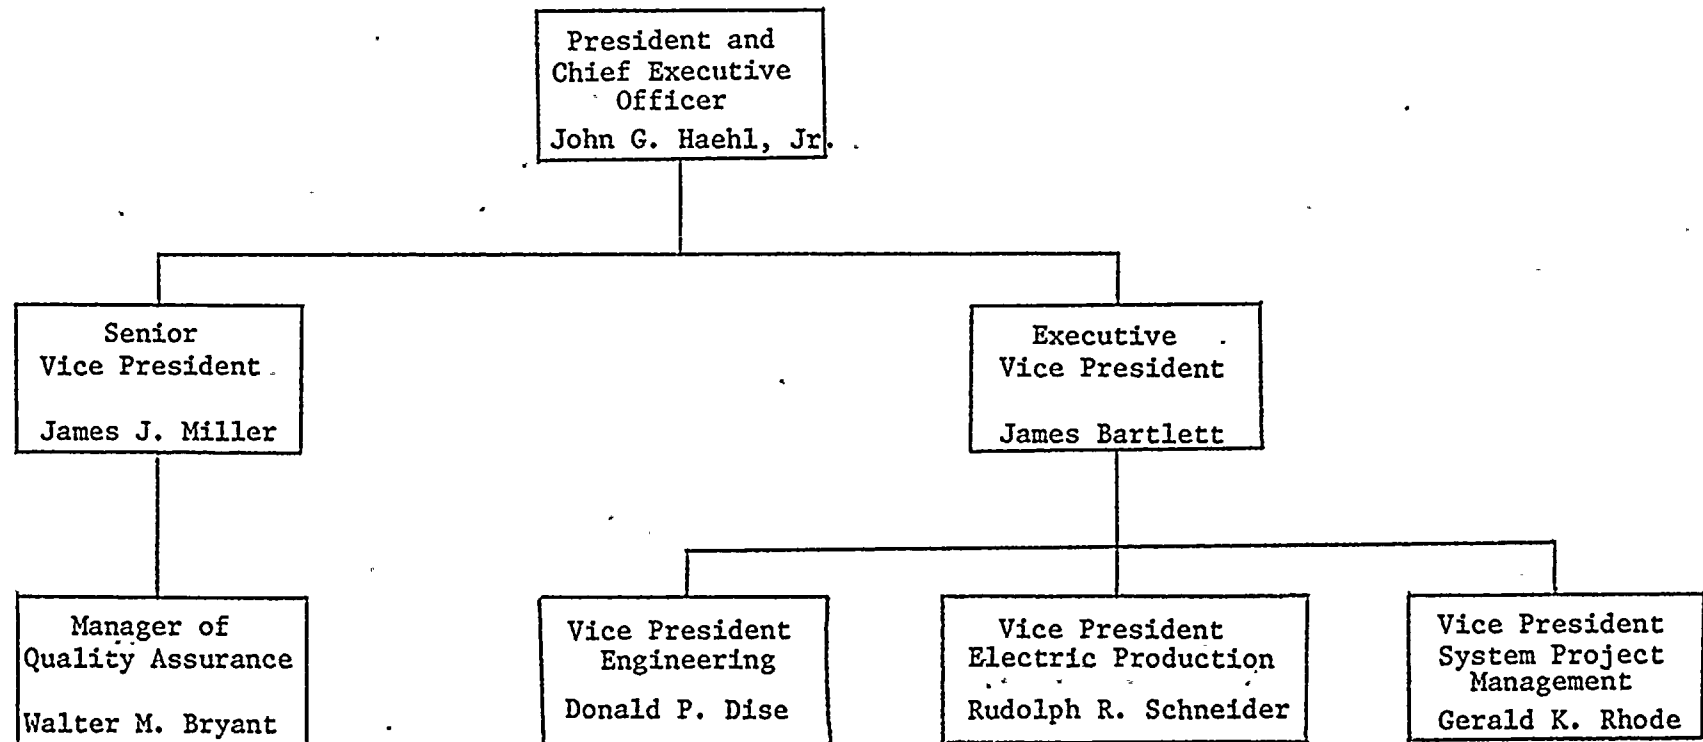 President and
Chief Executive
Officer
John G. Haehl, Jr.
Senior
Vice President
James J. Miller
Executive
Vice President
James Bartlett
Manager of
Quality Assurance
Walter M. Bryant
Vice President
Engineering
Donald P. Dise
Vice President
Electric Production
Rudolph R. Schneider
Vice President
System Project
Management
Gerald K. Rhode